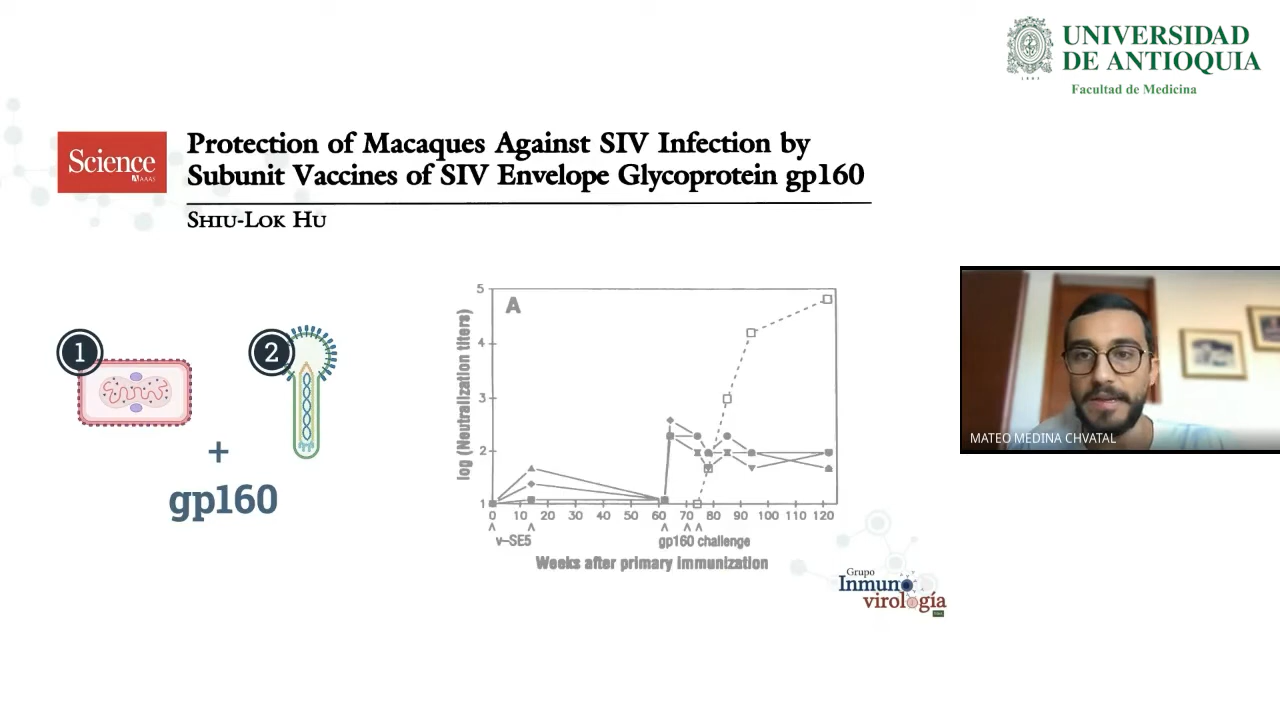 UNIVERSIDAD
DE ANTIOQUIA
1803
Facultad de Medicina
Science
AAAS
Protection of Macaques Against SIV Infection by
Subunit Vaccines of SIV Envelope Glycoprotein gp160
SHIU-LOK HU
1
2
+
gp160
A
log (Neutralization titers)
5
4
3
2
1
0 10 20 30 40 50 60 70 80 90 100 110 120
v–SE5
gp160 challenge
Weeks after primary immunization
MATEO MEDINA CHVATAL
Grupo
Inmuno
virología